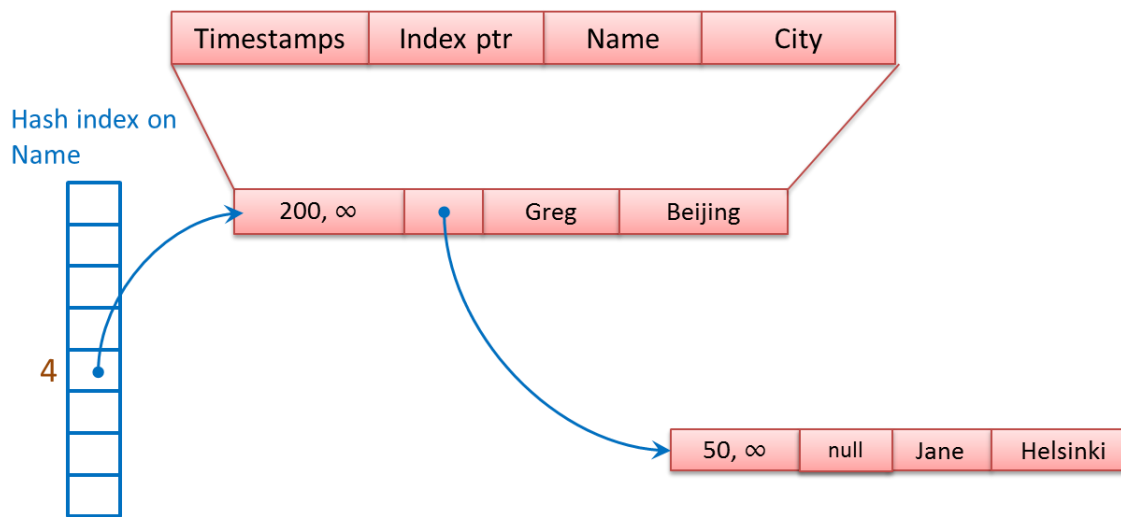 Timestamps Index ptr Name City
Hash index on
Name
200, ∞ Greg Beijing
4
50, ∞ null Jane Helsinki